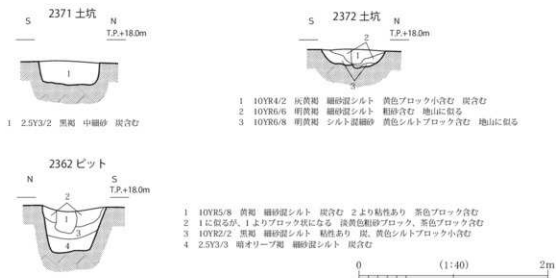 2371 土坑
S N
T.P.+18.0m
1
1 2.5Y3/2 黒褐 中細砂 炭含む
2372 土坑
S N
T.P.+18.0m
2
1
3
1 10YR4/2 灰黄褐 細砂混シルト 黄色ブロック小含む 炭含む
2 10YR6/6 明黄褐 細砂混シルト 粗砂含む 地山に似る
3 10YR6/8 明黄褐 シルト混細砂 黄色シルトブロック含む 地山に似る
2362 ピット
N S
T.P.+18.0m
2
1
3
4
1 10YR5/8 黄褐 細砂混シルト 炭含む 2より粘性あり 茶色ブロック含む
2 1に似るが、1よりブロック状になる 淡黄色粗砂ブロック、茶色ブロック含む
3 10YR2/2 黒褐 細砂混シルト 粘性あり 炭、黄色シルトブロック小含む
4 2.5Y3/3 暗オリーブ褐 細砂混シルト 炭含む
0 (1:40) 2m